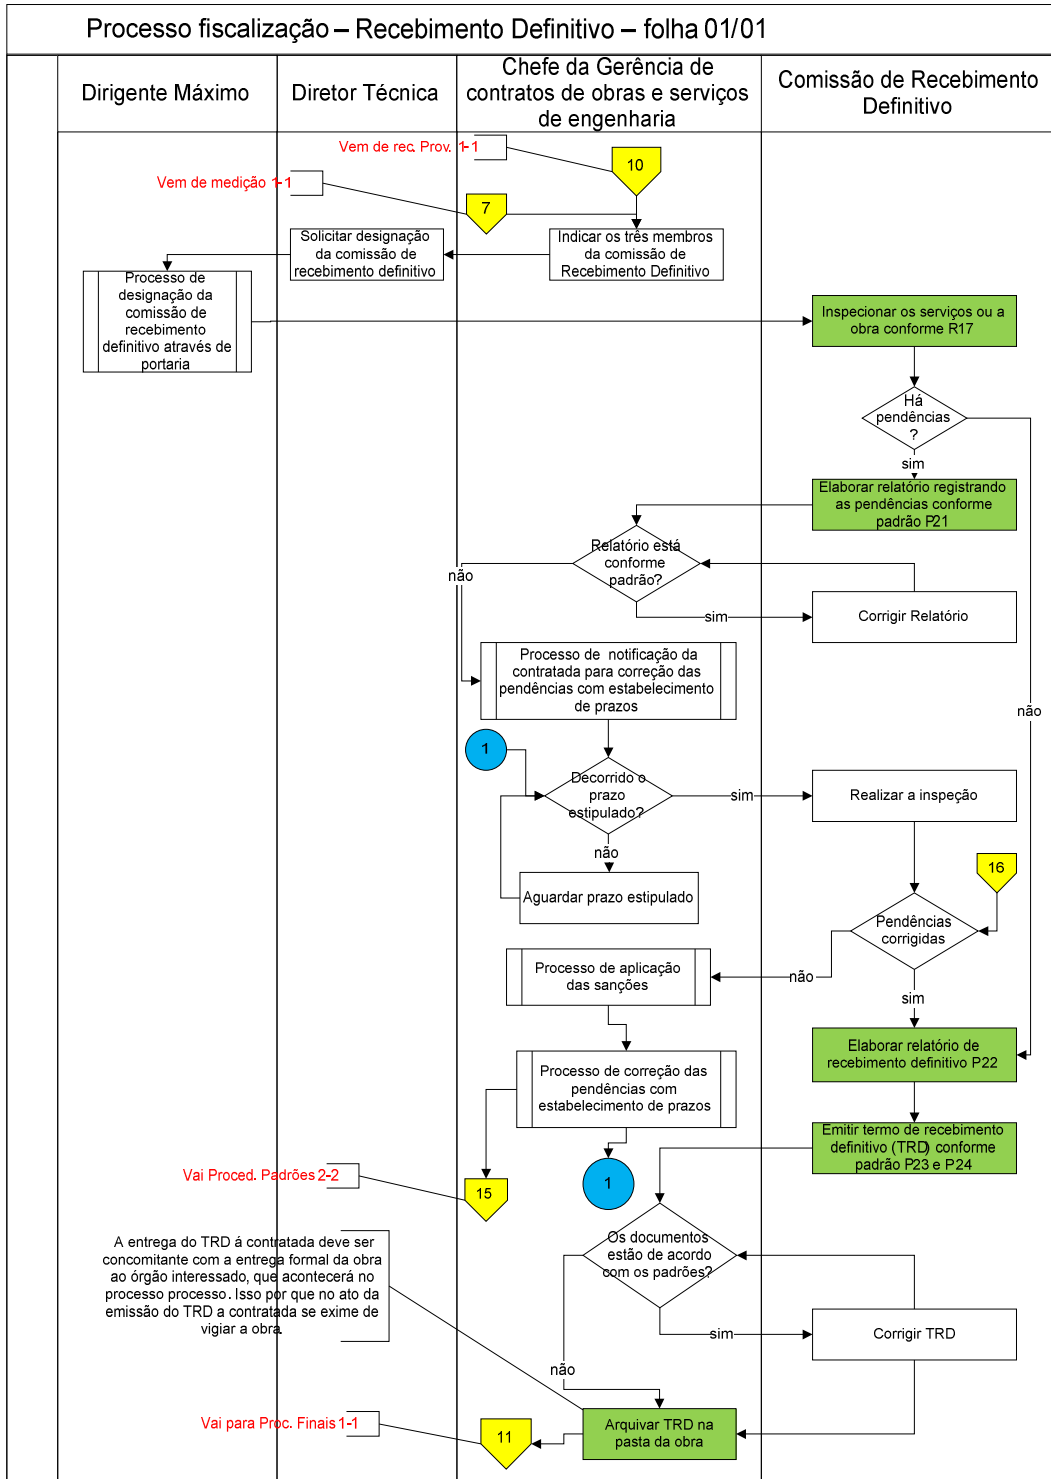 Processo fiscalização – Recebimento Definitivo – folha 01/01
Dirigente Máximo
Diretor Técnica
Chefe da Gerência de
contratos de obras e serviços
de engenharia
Comissão de Recebimento
Definitivo
Vem de rec. Prov. 1-1
10
Vem de medição 1-1
7
Solicitar designação
da comissão de
recebimento definitivo
Indicar os três membros
da comissão de
Recebimento Definitivo
Processo de
designação da
comissão de
recebimento
definitivo através de
portaria
Inspecionar os serviços ou a
obra conforme R17
Há
pendências
?
sim
Elaborar relatório registrando
as pendências conforme
padrão P21
Relatório está
conforme
padrão?
não
sim
Corrigir Relatório
Processo de notificação da
contratada para correção das
pendências com estabelecimento
de prazos
não
1
Decorrido o
prazo
estipulado?
sim
Realizar a inspeção
não
Aguardar prazo estipulado
16
Pendências
corrigidas
não
Processo de aplicação
das sanções
sim
Elaborar relatório de
recebimento definitivo P22
Processo de correção das
pendências com
estabelecimento de prazos
Emitir termo de recebimento
definitivo (TRD) conforme
padrão P23 e P24
Vai Proced. Padrões 2-2
15
1
A entrega do TRD á contratada deve ser
concomitante com a entrega formal da obra
ao órgão interessado, que acontecerá no
processo processo. Isso por que no ato da
emissão do TRD a contratada se exime de
vigiar a obra.
Os documentos
estão de acordo
com os padrões?
sim
Corrigir TRD
não
Vai para Proc. Finais 1-1
11
Arquivar TRD na
pasta da obra